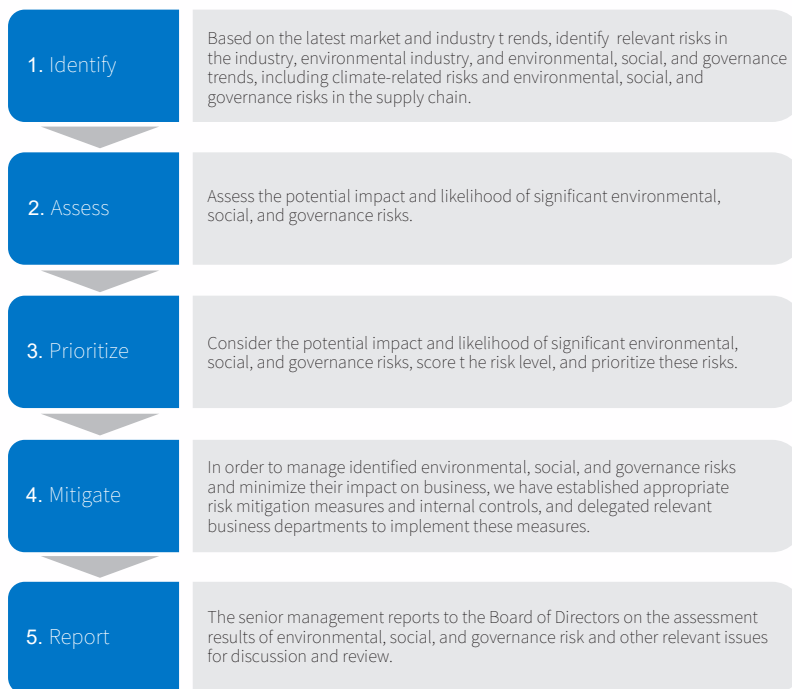 1. Identify
Based on the latest market and industry t rends, identify relevant risks in
the industry, environmental industry, and environmental, social, and governance
trends, including climate-related risks and environmental, social, and
governance risks in the supply chain.
2. Assess
Assess the potential impact and likelihood of significant environmental,
social, and governance risks.
3. Prioritize
Consider the potential impact and likelihood of significant environmental,
social, and governance risks, score t he risk level, and prioritize these risks.
4. Mitigate
In order to manage identified environmental, social, and governance risks
and minimize their impact on business, we have established appropriate
risk mitigation measures and internal controls, and delegated relevant
business departments to implement these measures.
5. Report
The senior management reports to the Board of Directors on the assessment
results of environmental, social, and governance risk and other relevant issues
for discussion and review.